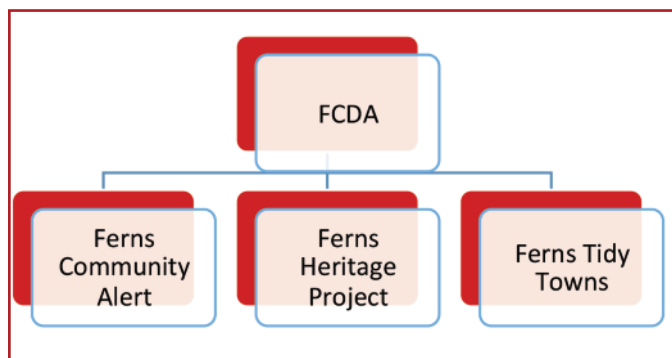 FCDA
Ferns
Community
Alert
Ferns
Heritage
Project
Ferns Tidy
Towns